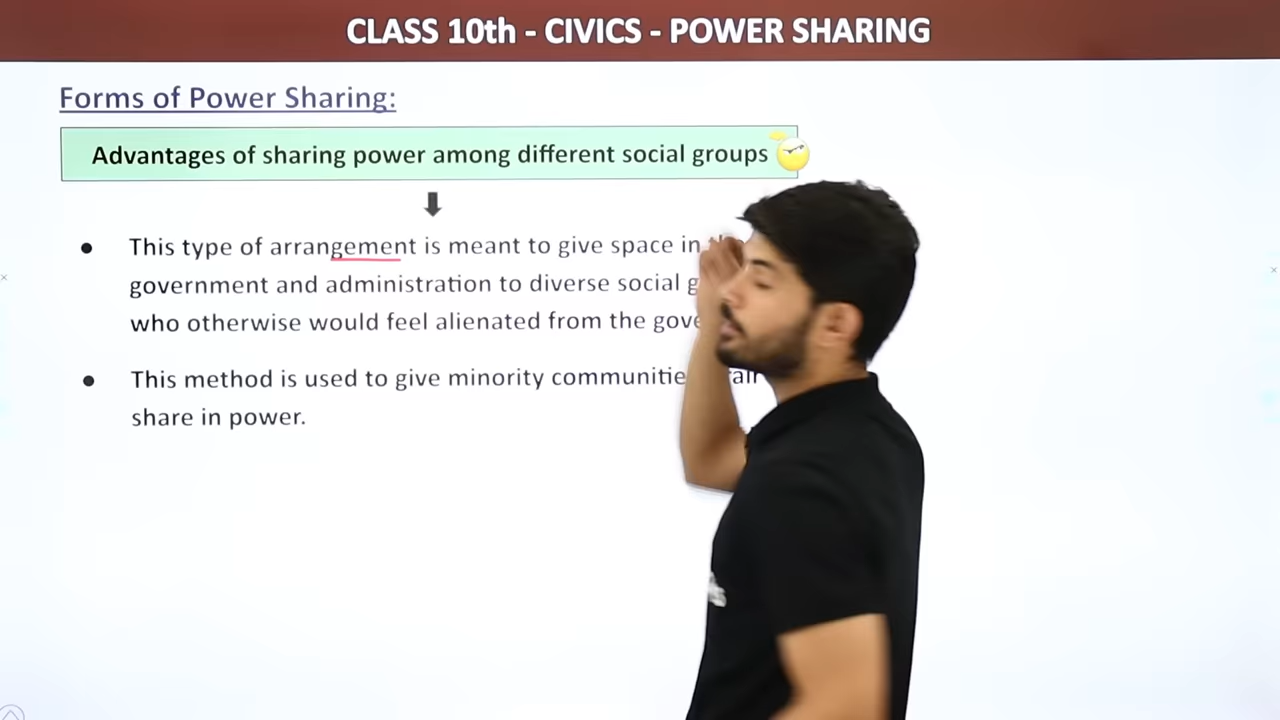 CLASS 10th - CIVICS - POWER SHARING
Forms of Power Sharing:
Advantages of sharing power among different social groups
This type of arrangement is meant to give space in
government and administration to diverse social
who otherwise would feel alienated from the
This method is used to give minority
share in power.